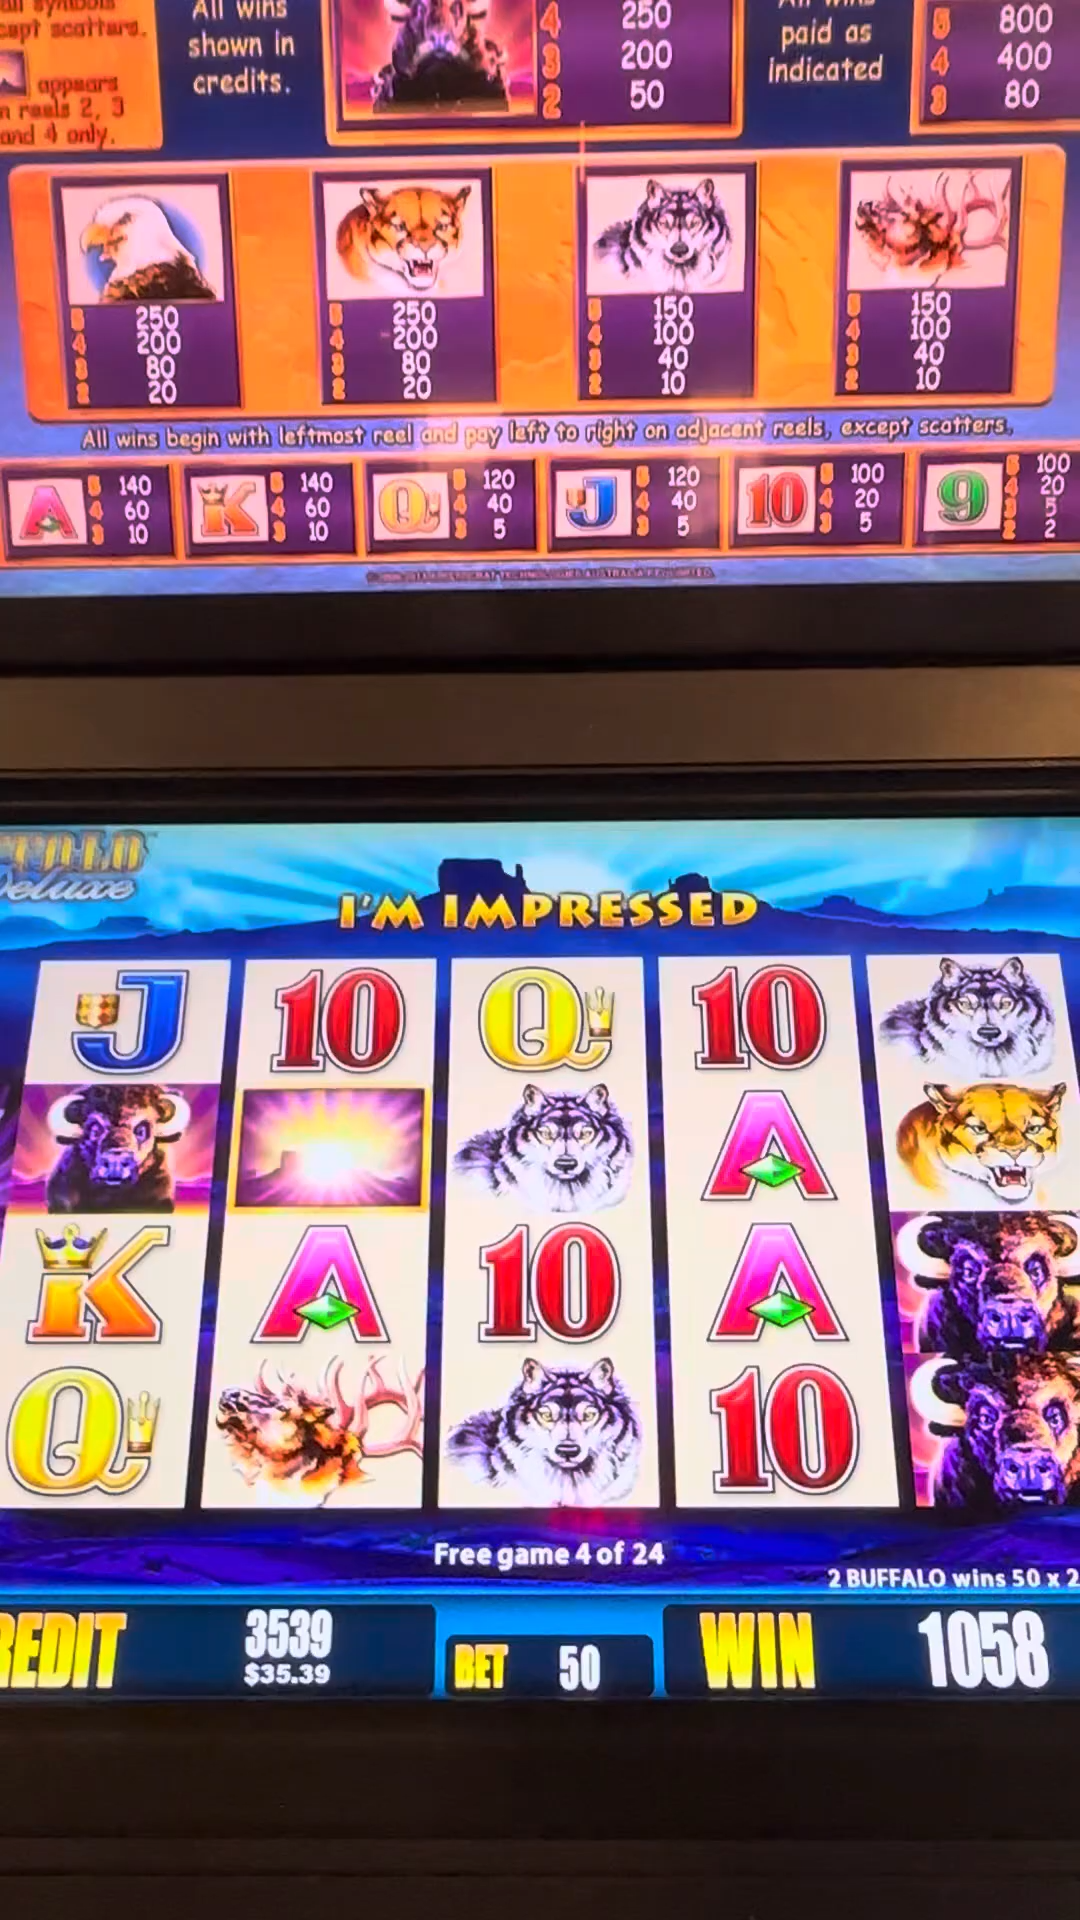 All wins
shown in
credits.
cept scatters.
appears
n reels 2, 3
and 4 only.
4 250
3 200
2 50
paid as
indicated
5 800
4 400
3 80
5 250
4 200
3 80
2 20
5 250
4 200
3 80
2 20
5 150
4 100
3 40
2 10
5 150
4 100
3 40
2 10
All wins begin with leftmost reel and pay left to right on adjacent reels, except scatters.
A 5 140
4 60
3 10
K 5 140
4 60
3 10
Q 5 120
4 40
3 5
J 5 120
4 40
3 5
10 5 100
4 20
3 5
9 5 100
4 20
3 5
2 2
Deluxe
I'M IMPRESSED
J 10 Q 10
A
K A 10 A
Q 10
Free game 4 of 24
2 BUFFALO wins 50 x 2
REDIT 3539
$35.39
BET 50
WIN 1058